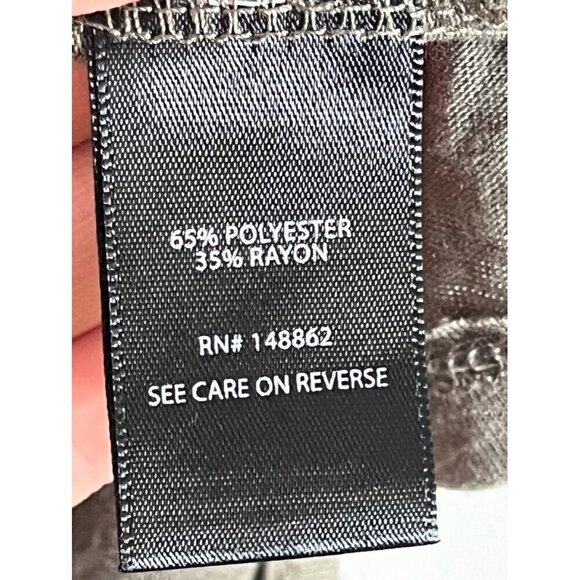 65% POLYESTER
35% RAYON
RN# 148862
SEE CARE ON REVERSE